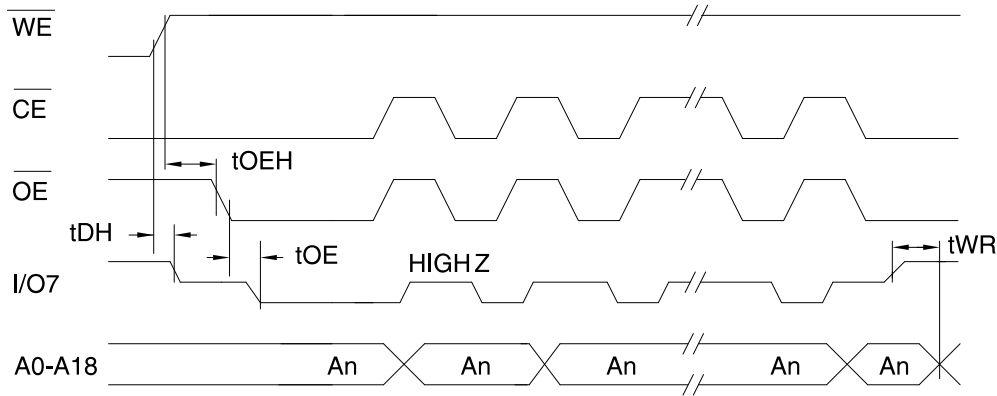 WE
CE
tOEH
OE
tDH
tOE
HIGH Z
tWR
I/O7
A0-A18
An An An An An